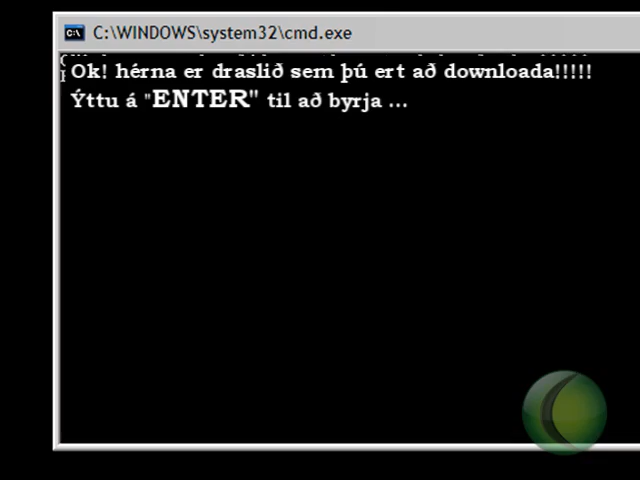 C:\WINDOWS\system32\cmd.exe
Ok! hérna er draslið sem þú ert að downloada!!!!!
Ýttu á "ENTER" til að byrja ...